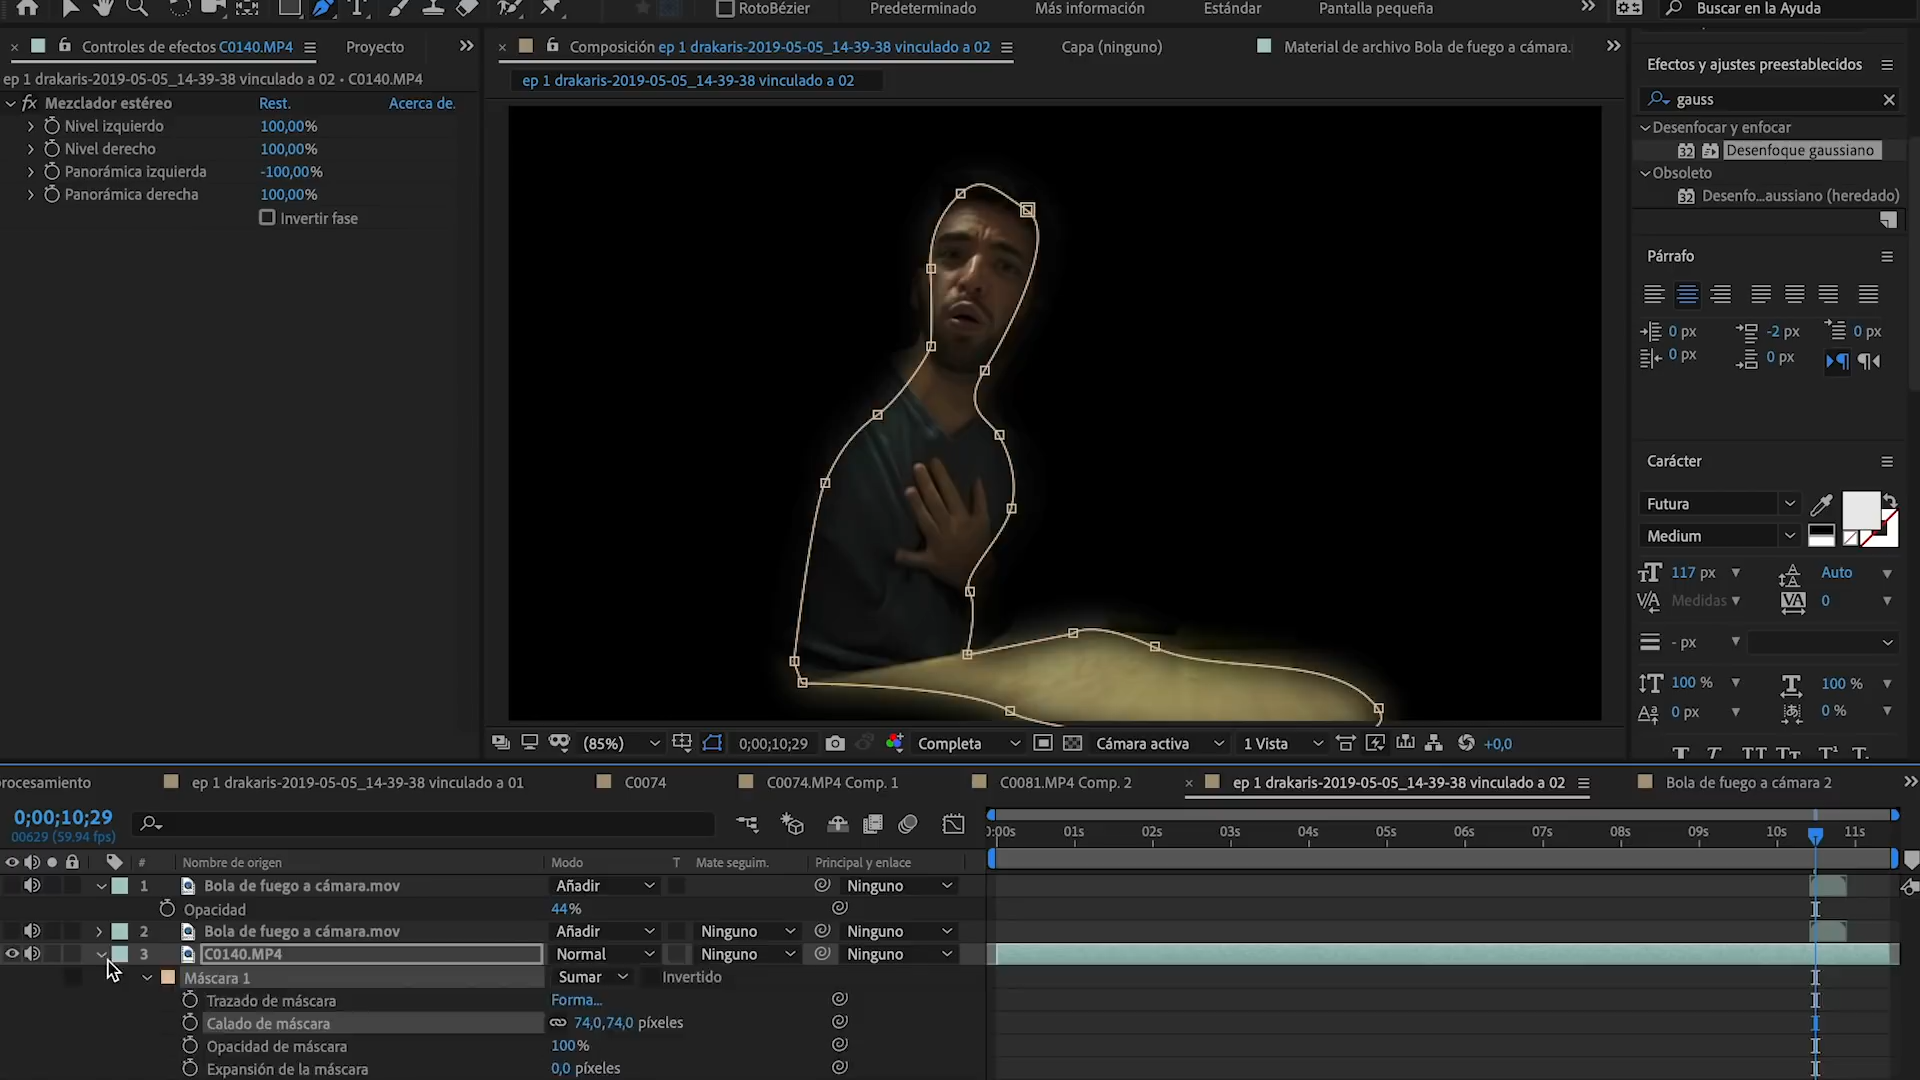 RotoBézier
Predeterminado
Más información
Estándar
Pantalla pequeña
Buscar en la Ayuda
Controles de efectos C0140.MP4
Proyecto
Composición ep 1 drakaris-2019-05-05_14-39-38 vinculado a 02
Capa (ninguno)
Material de archivo Bola de fuego a cámara.
Efectos y ajustes preestablecidos
ep 1 drakaris-2019-05-05_14-39-38 vinculado a 02 • C0140.MP4
ep 1 drakaris-2019-05-05_14-39-38 vinculado a 02
fx Mezclador estéreo
Rest.
Acerca de.
Nivel izquierdo 100,00%
Nivel derecho 100,00%
Panorámica izquierda -100,00%
Panorámica derecha 100,00%
Invertir fase
gauss
Desenfocar y enfocar
32 Desenfoque gaussiano
Obsoleto
32 Desenfo...aussiano (heredado)
Párrafo
0 px -2 px 0 px
0 px 0 px
Carácter
Futura
Medium
117 px Auto
Medidas 0
- px
100 % 100 %
0 px 0 %
(85%)
0;00;10;29
Completa
Cámara activa
1 Vista
+0,0
rocesamiento
ep 1 drakaris-2019-05-05_14-39-38 vinculado a 01
C0074
C0074.MP4 Comp. 1
C0081.MP4 Comp. 2
ep 1 drakaris-2019-05-05_14-39-38 vinculado a 02
Bola de fuego a cámara 2
0;00;10;29
00629 (59.94 fps)
:00s 01s 02s 03s 04s 05s 06s 07s 08s 09s 10s 11s
# Nombre de origen Modo T Mate seguim. Principal y enlace
1 Bola de fuego a cámara.mov Añadir Ninguno
Opacidad 44%
2 Bola de fuego a cámara.mov Añadir Ninguno Ninguno
3 C0140.MP4 Normal Ninguno Ninguno
Máscara 1 Sumar Invertido
Trazado de máscara Forma...
Calado de máscara 74,0,74,0 píxeles
Opacidad de máscara 100%
Expansión de la máscara 0,0 píxeles